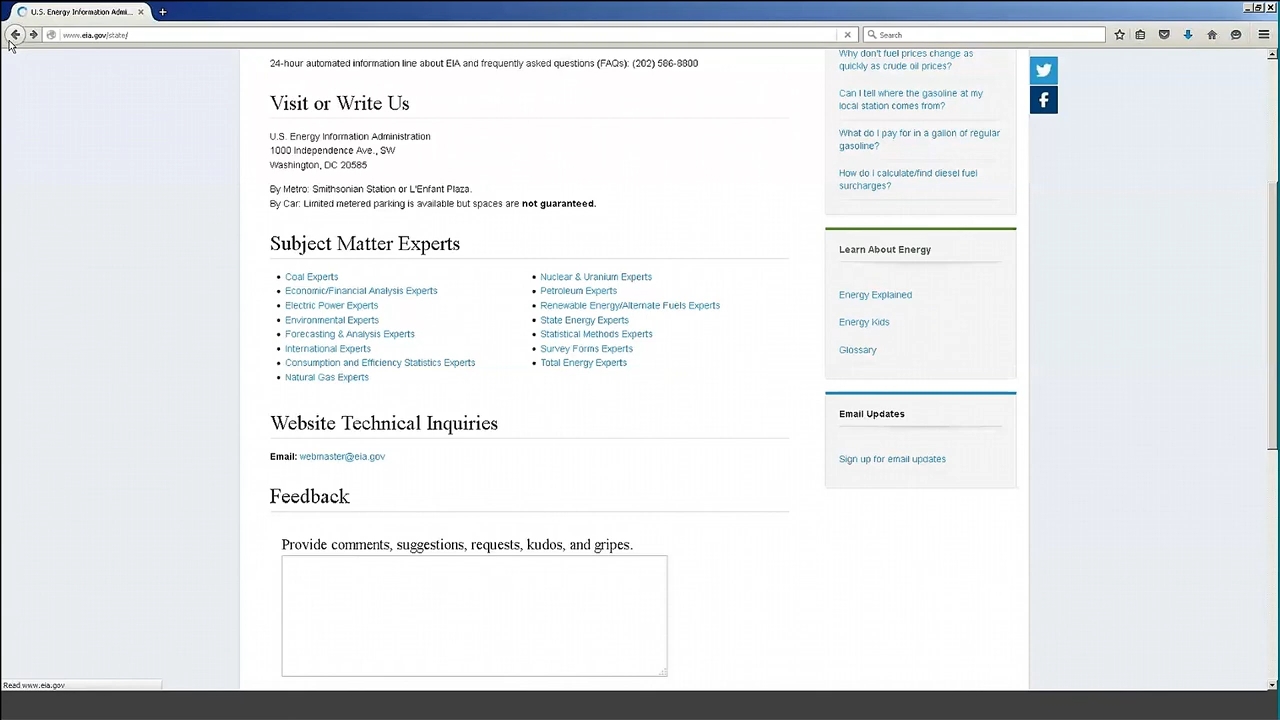 U.S. Energy Information Admi...
www.eia.gov/state/
Search
24-hour automated information line about EIA and frequently asked questions (FAQs): (202) 586-8800
Visit or Write Us
U.S. Energy Information Administration
1000 Independence Ave., SW
Washington, DC 20585
By Metro: Smithsonian Station or L'Enfant Plaza.
By Car: Limited metered parking is available but spaces are not guaranteed.
Subject Matter Experts
Coal Experts
Economic/Financial Analysis Experts
Electric Power Experts
Environmental Experts
Forecasting & Analysis Experts
International Experts
Consumption and Efficiency Statistics Experts
Natural Gas Experts
Nuclear & Uranium Experts
Petroleum Experts
Renewable Energy/Alternate Fuels Experts
State Energy Experts
Statistical Methods Experts
Survey Forms Experts
Total Energy Experts
Website Technical Inquiries
Email: webmaster@eia.gov
Feedback
Provide comments, suggestions, requests, kudos, and gripes.
Why don't fuel prices change as
quickly as crude oil prices?
Can I tell where the gasoline at my
local station comes from?
What do I pay for in a gallon of regular
gasoline?
How do I calculate/find diesel fuel
surcharges?
Learn About Energy
Energy Explained
Energy Kids
Glossary
Email Updates
Sign up for email updates
Read www.eia.gov